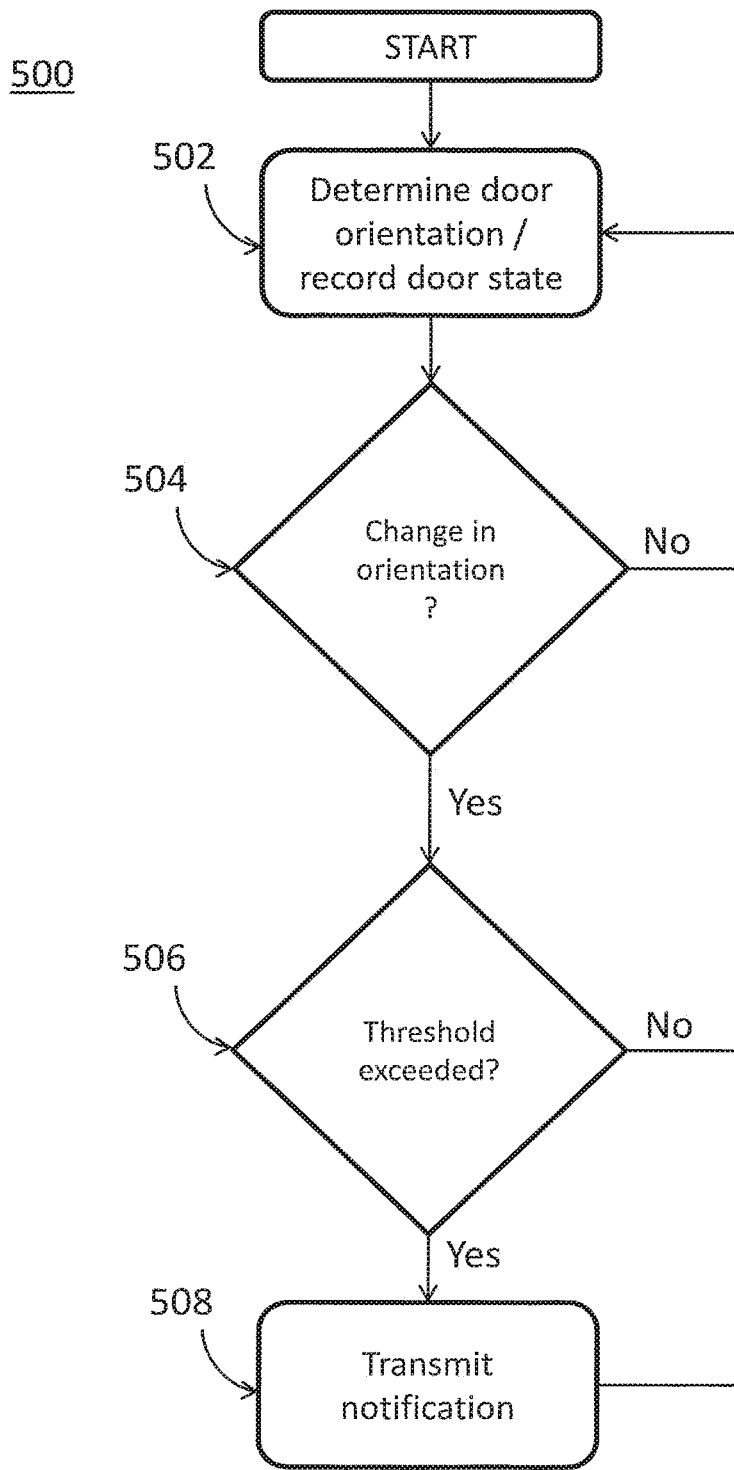 500
START
502
Determine door
orientation /
record door state
504
Change in
orientation
?
No
Yes
506
Threshold
exceeded?
No
Yes
508
Transmit
notification